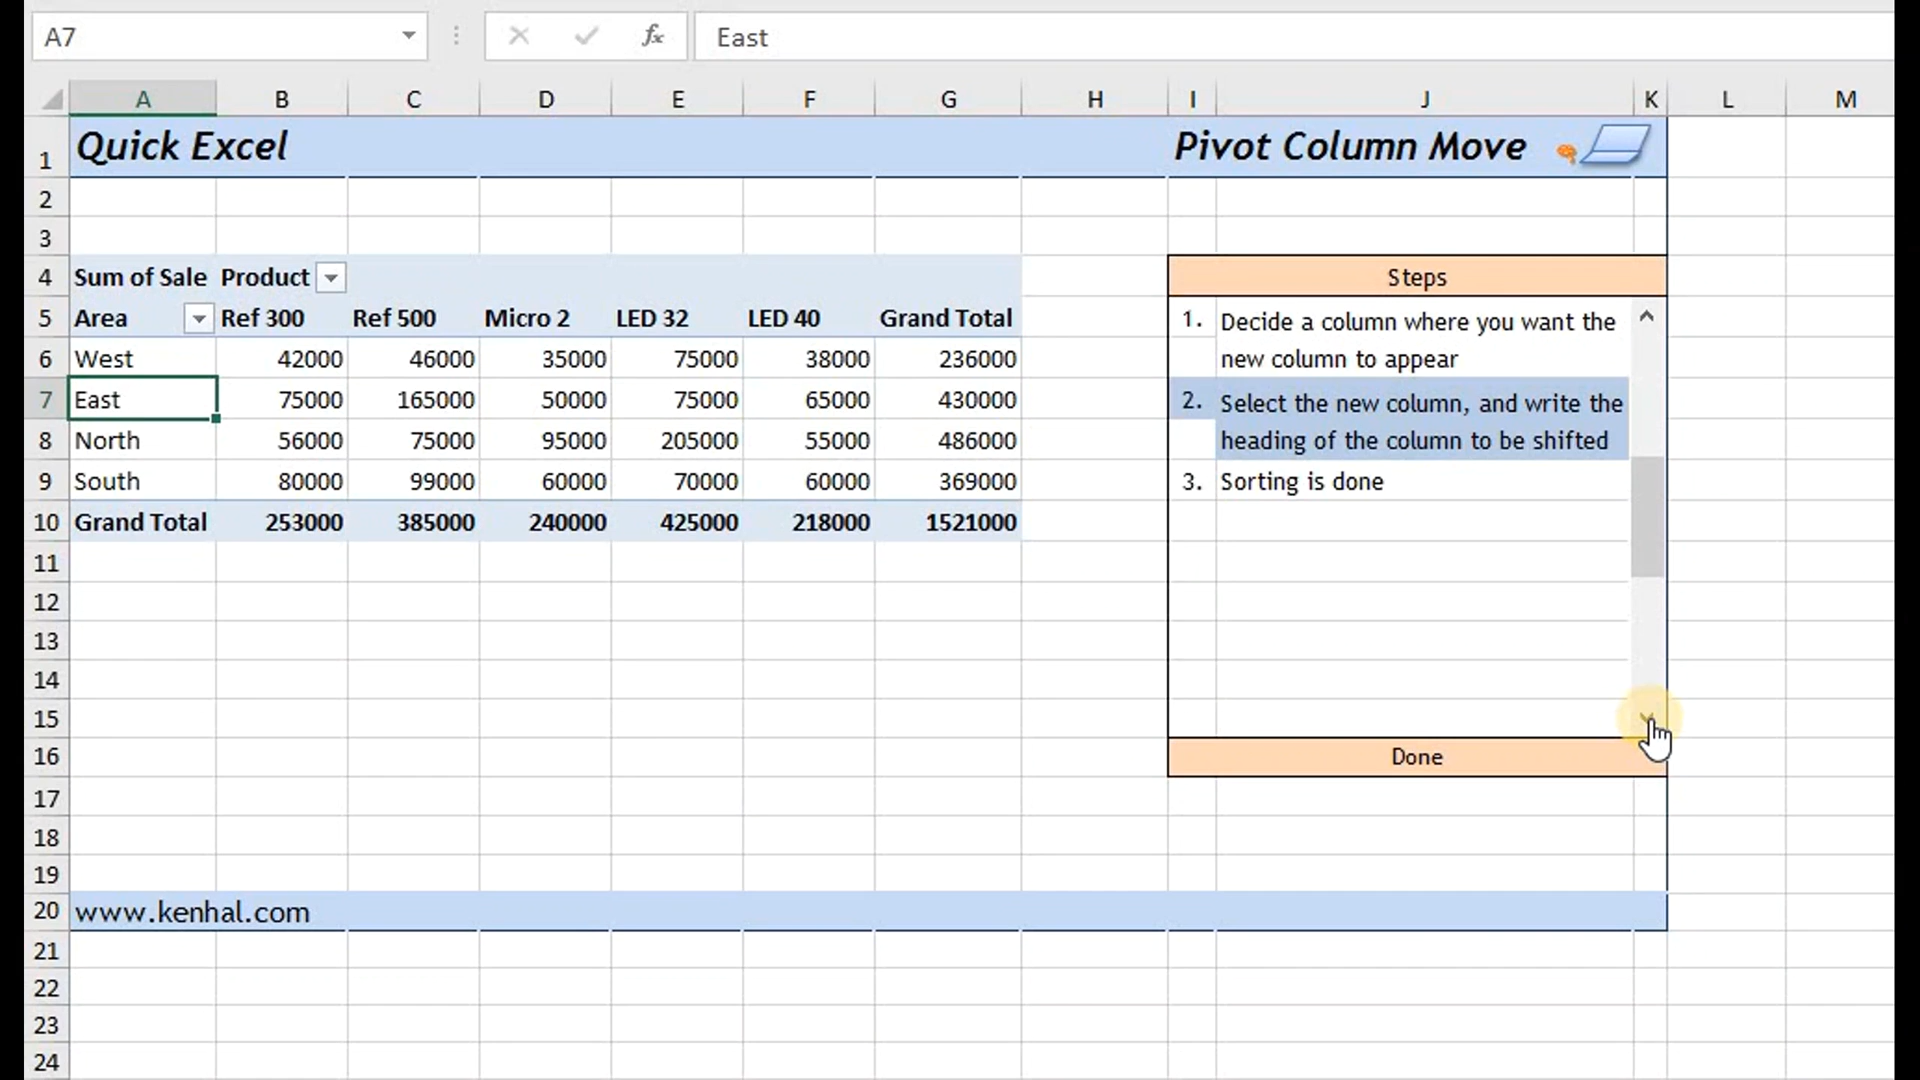 A7 fx East
A B C D E F G H I J K L M
1 Quick Excel Pivot Column Move
2
3
4 Sum of Sale Product Steps
5 Area Ref 300 Ref 500 Micro 2 LED 32 LED 40 Grand Total 1. Decide a column where you want the
6 West 42000 46000 35000 75000 38000 236000 new column to appear
7 East 75000 165000 50000 75000 65000 430000 2. Select the new column, and write the
8 North 56000 75000 95000 205000 55000 486000 heading of the column to be shifted
9 South 80000 99000 60000 70000 60000 369000 3. Sorting is done
10 Grand Total 253000 385000 240000 425000 218000 1521000
11
12
13
14
15
16 Done
17
18
19
20 www.kenhal.com
21
22
23
24